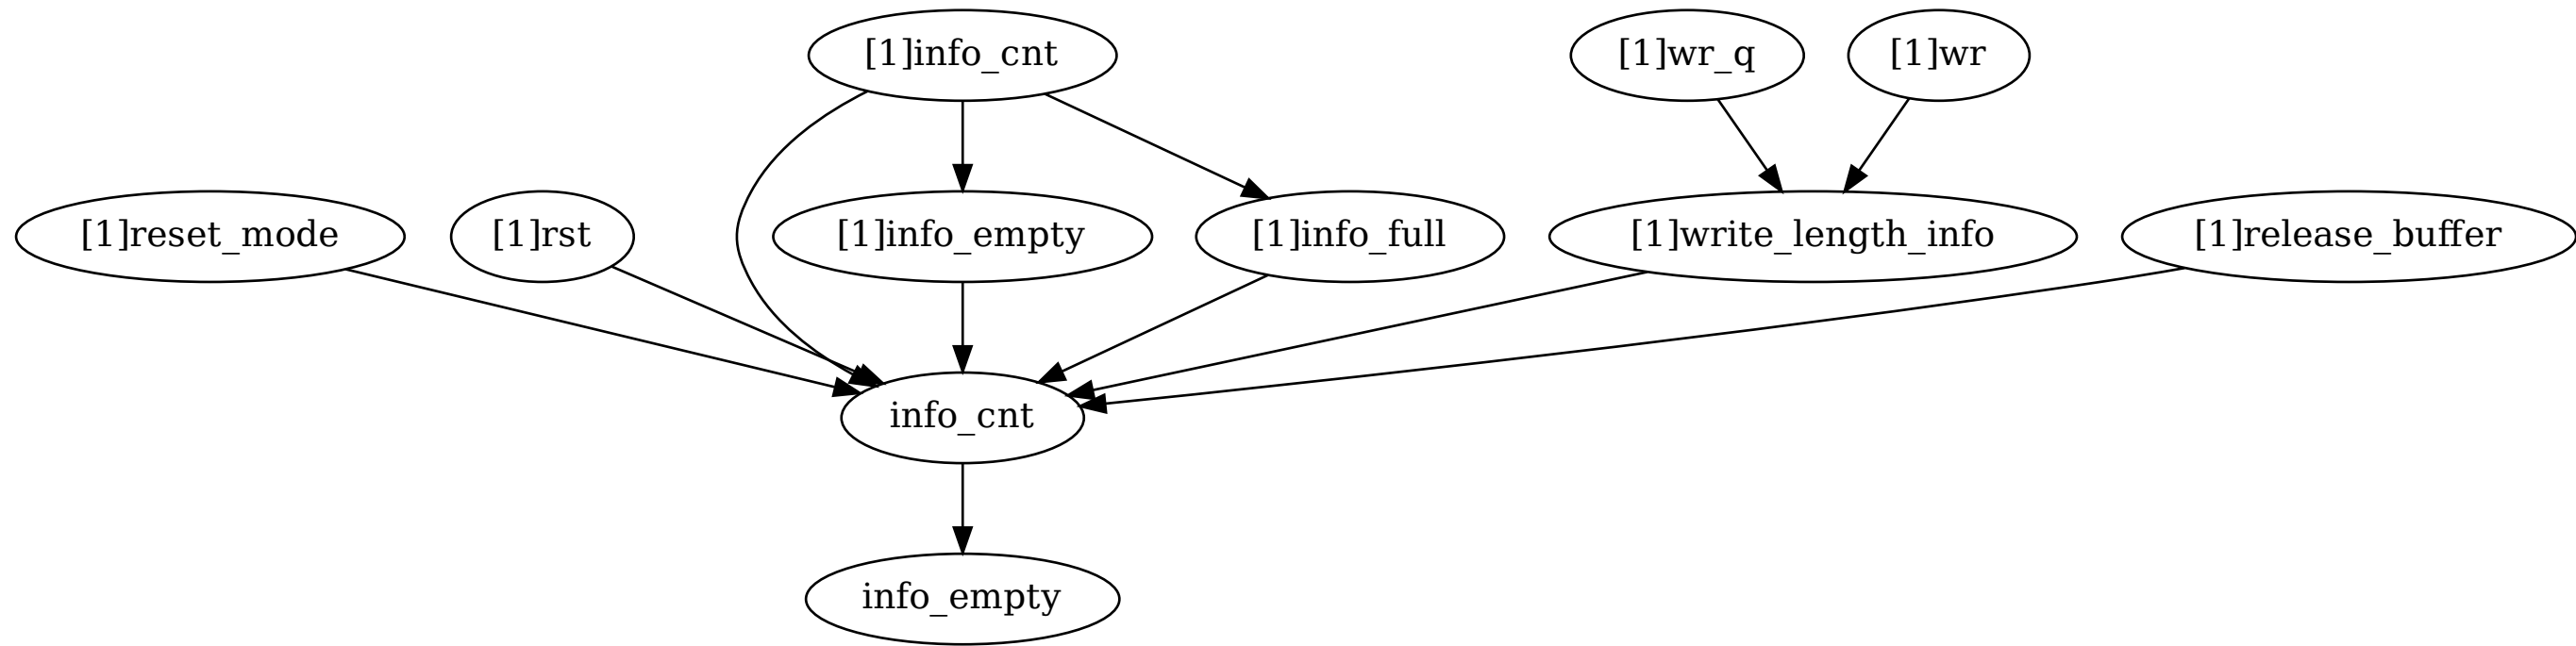 [1]info_cnt
[1]wr_q
[1]wr
[1]reset_mode
[1]rst
[1]info_empty
[1]info_full
[1]write_length_info
[1]release_buffer
info_cnt
info_empty